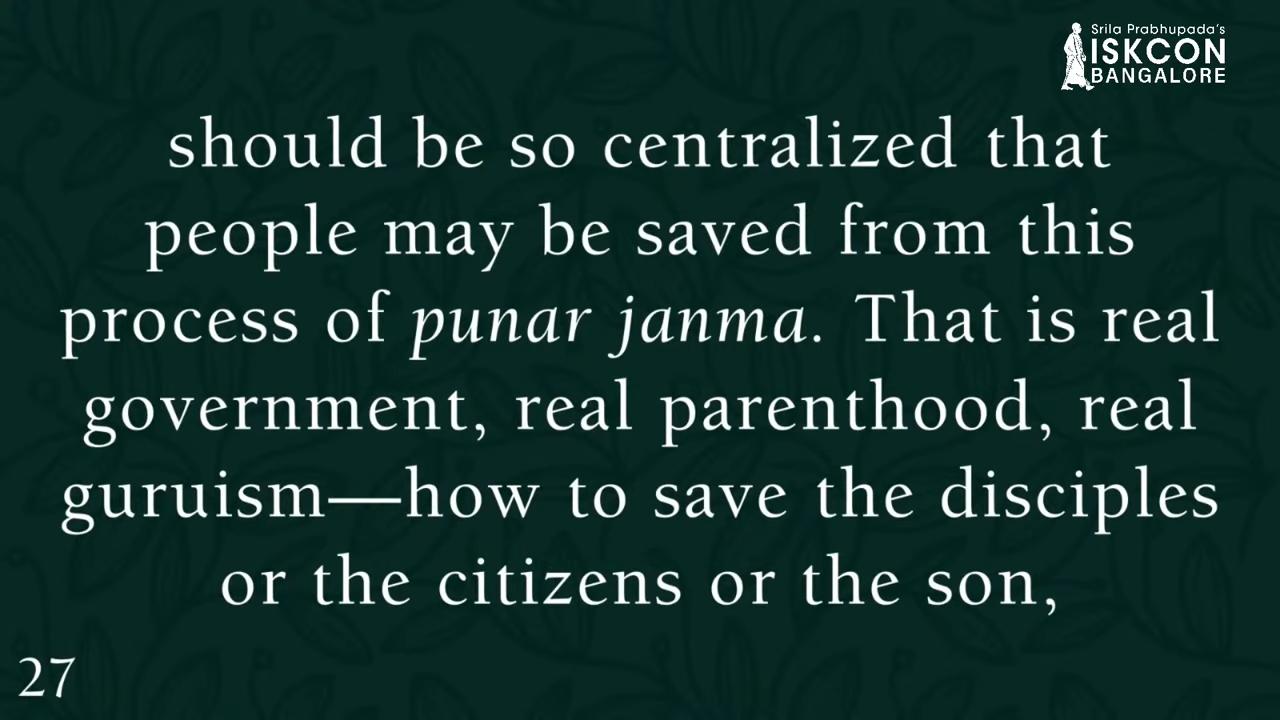 Srila Prabhupada's
ISKCON
BANGALORE
should be so centralized that
people may be saved from this
process of punar janma. That is real
government, real parenthood, real
guruism—how to save the disciples
or the citizens or the son,
27